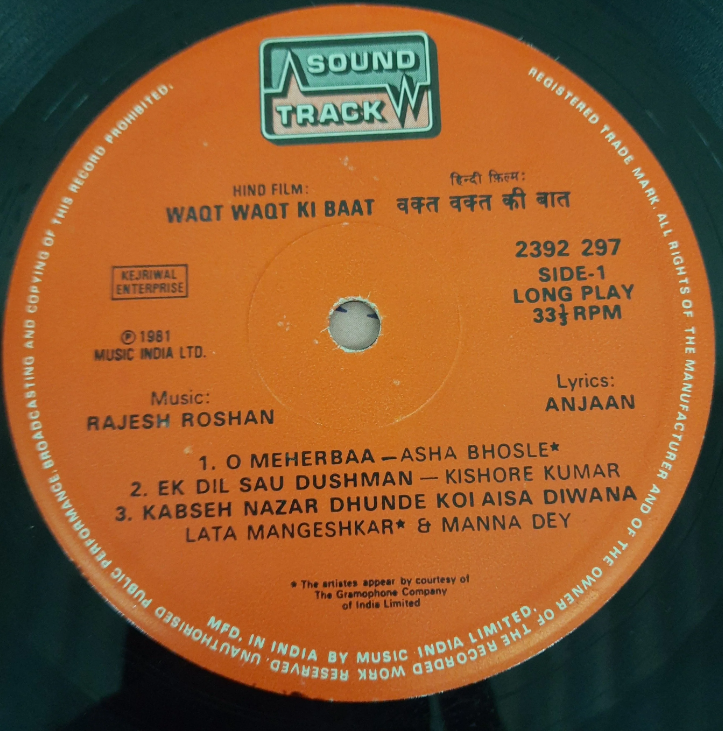 SOUND
TRACK
HIND FILM:
WAQT WAQT KI BAAT
हिन्दी फ़िल्म:
वक्त वक्त की बात
2392 297
SIDE-1
LONG PLAY
33⅓ RPM
KEJRIWAL
ENTERPRISE
℗ 1981
MUSIC INDIA LTD.
Music:
RAJESH ROSHAN
Lyrics:
ANJAAN
1. O MEHERBAA – ASHA BHOSLE*
2. EK DIL SAU DUSHMAN — KISHORE KUMAR
3. KABSEH NAZAR DHUNDE KOI AISA DIWANA
LATA MANGESHKAR* & MANNA DEY
* The artistes appear by courtesy of
The Gramophone Company
of India Limited
MFD. IN INDIA BY MUSIC INDIA LIMITED.
REGISTERED TRADE MARK. ALL RIGHTS OF THE MANUFACTURER AND OF THE OWNER OF THE RECORDED WORK RESERVED. UNAUTHORISED PUBLIC PERFORMANCE, BROADCASTING AND COPYING OF THIS RECORD PROHIBITED.